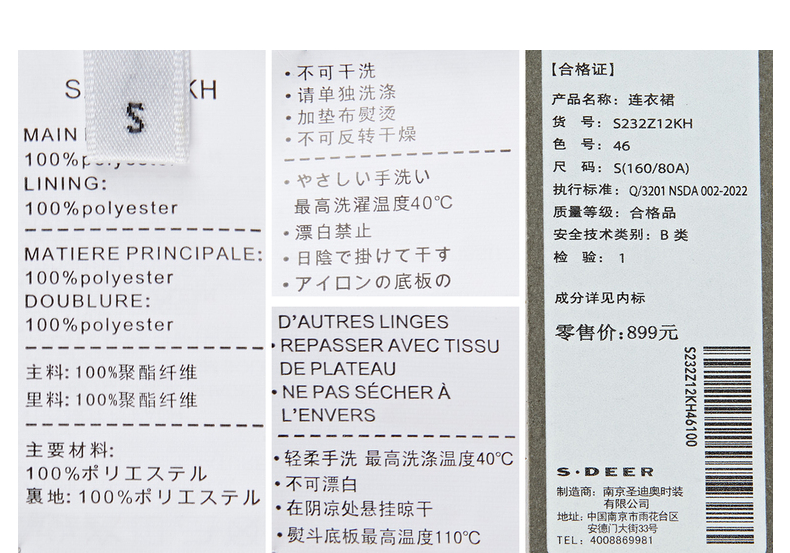 S
KH
MAIN
100%polyester
LINING:
100%polyester
MATIERE PRINCIPALE:
100%polyester
DOUBLURE:
100%polyester
主料: 100%聚酯纤维
里料: 100%聚酯纤维
主要材料:
100%ポリエステル
裏地: 100%ポリエステル
• 不可干洗
• 请单独洗涤
• 加垫布熨烫
• 不可反转干燥
• やさしい手洗い
最高洗濯温度40℃
• 漂白禁止
• 日陰で掛けて干す
• アイロンの底板の
D'AUTRES LINGES
• REPASSER AVEC TISSU
DE PLATEAU
• NE PAS SÉCHER À
L'ENVERS
• 轻柔手洗 最高洗涤温度40℃
• 不可漂白
• 在阴凉处悬挂晾干
• 熨斗底板最高温度110℃
【合格证】
产品名称: 连衣裙
货 号: S232Z12KH
色 号: 46
尺 码: S(160/80A)
执行标准: Q/3201 NSDA 002-2022
质量等级: 合格品
安全技术类别: B 类
检 验: 1
成分详见内标
零售价:899元
S232Z12KH46100
S·DEER
制造商: 南京圣迪奥时装
有限公司
地址: 中国南京市雨花台区
安德门大街33号
TEL: 4008869981